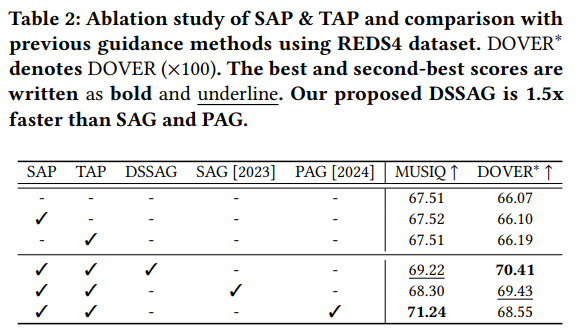 Table 2: Ablation study of SAP & TAP and comparison with
previous guidance methods using REDS4 dataset. DOVER*
denotes DOVER (×100). The best and second-best scores are
written as bold and underline. Our proposed DSSAG is 1.5x
faster than SAG and PAG.
SAP TAP DSSAG SAG [2023] PAG [2024] MUSIQ ↑ DOVER* ↑
- - - - - 67.51 66.07
✓ - - - - 67.52 66.10
- ✓ - - - 67.51 66.19
✓ ✓ ✓ - - 69.22 70.41
✓ ✓ - ✓ - 68.30 69.43
✓ ✓ - - ✓ 71.24 68.55